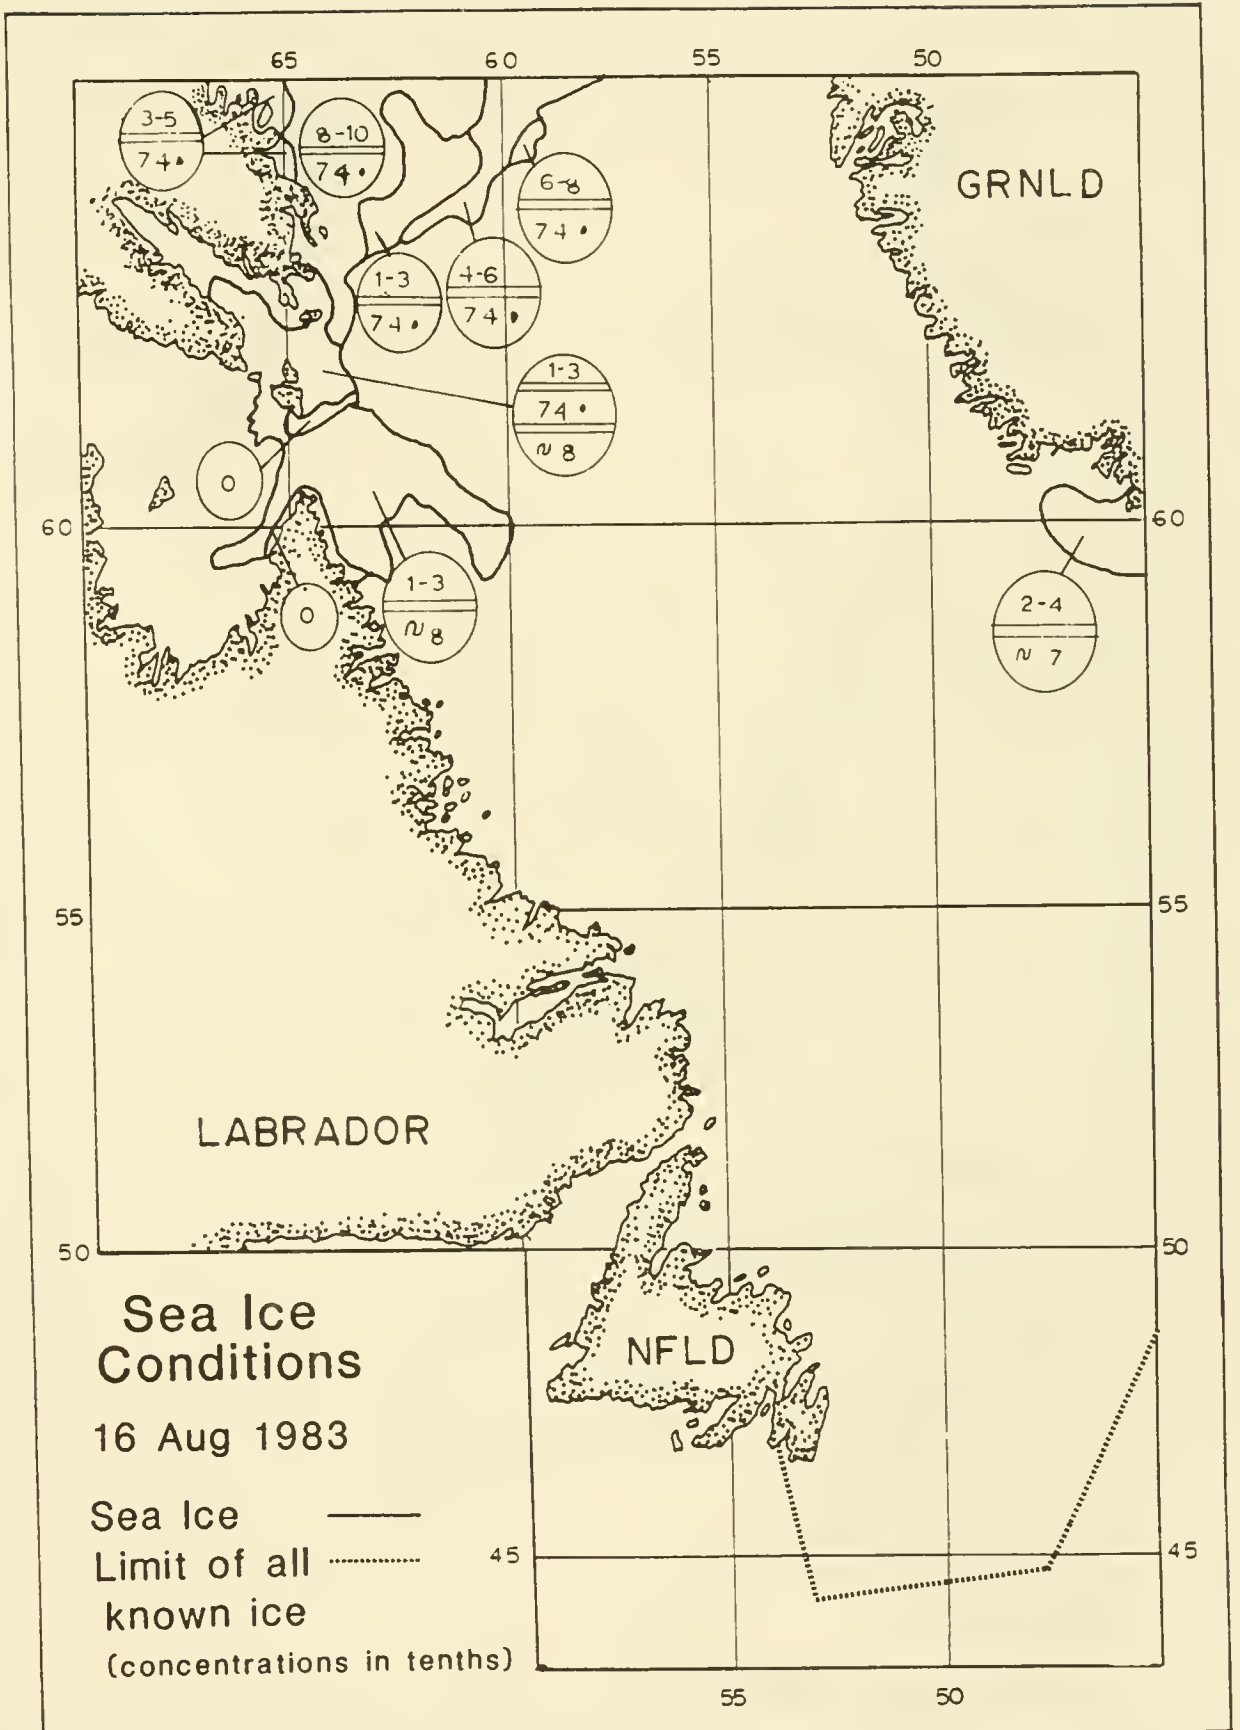 65 60 55 50
3-5
74•
8-10
74•
6-8
74•
GRNLD
1-3
74•
4-6
74•
1-3
74•
~8
0
60 60
1-3
~8
0
2-4
~7
55 55
LABRADOR
50 50
Sea Ice
Conditions
NFLD
16 Aug 1983
Sea Ice
Limit of all
45 45
known ice
(concentrations in tenths)
55 50